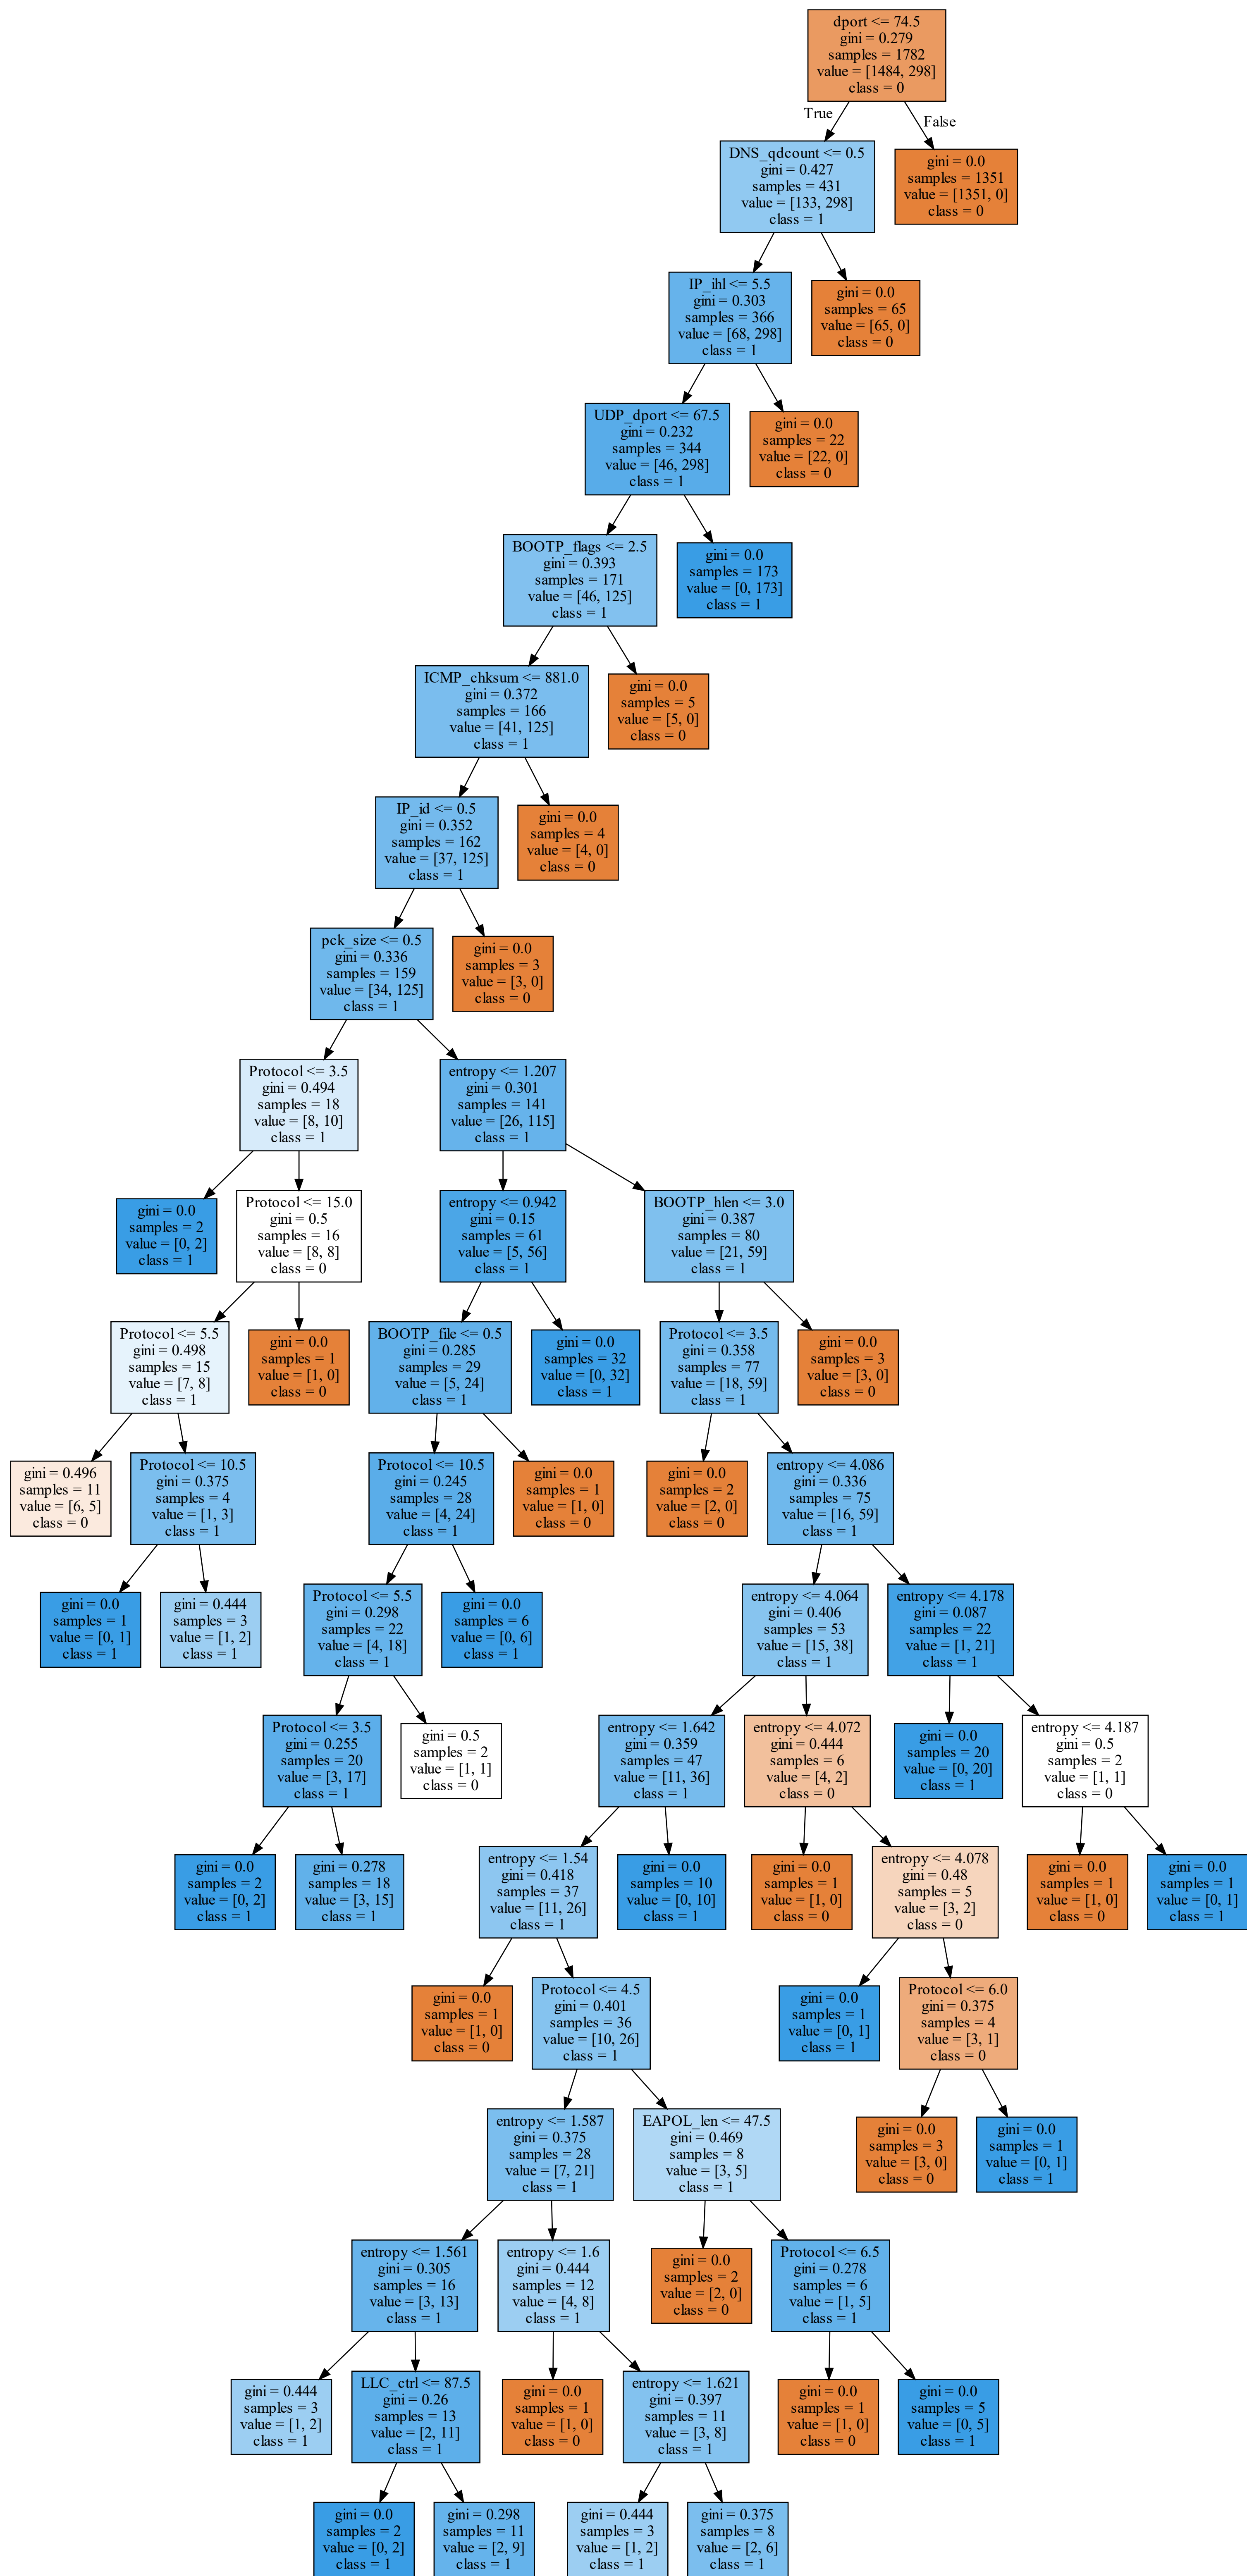 dport <= 74.5
gini = 0.279
samples = 1782
value = [1484, 298]
class = 0
True
False
DNS_qdcount <= 0.5
gini = 0.427
samples = 431
value = [133, 298]
class = 1
gini = 0.0
samples = 1351
value = [1351, 0]
class = 0
IP_ihl <= 5.5
gini = 0.303
samples = 366
value = [68, 298]
class = 1
gini = 0.0
samples = 65
value = [65, 0]
class = 0
UDP_dport <= 67.5
gini = 0.232
samples = 344
value = [46, 298]
class = 1
gini = 0.0
samples = 22
value = [22, 0]
class = 0
BOOTP_flags <= 2.5
gini = 0.393
samples = 171
value = [46, 125]
class = 1
gini = 0.0
samples = 173
value = [0, 173]
class = 1
ICMP_chksum <= 881.0
gini = 0.372
samples = 166
value = [41, 125]
class = 1
gini = 0.0
samples = 5
value = [5, 0]
class = 0
IP_id <= 0.5
gini = 0.352
samples = 162
value = [37, 125]
class = 1
gini = 0.0
samples = 4
value = [4, 0]
class = 0
pck_size <= 0.5
gini = 0.336
samples = 159
value = [34, 125]
class = 1
gini = 0.0
samples = 3
value = [3, 0]
class = 0
Protocol <= 3.5
gini = 0.494
samples = 18
value = [8, 10]
class = 1
entropy <= 1.207
gini = 0.301
samples = 141
value = [26, 115]
class = 1
gini = 0.0
samples = 2
value = [0, 2]
class = 1
Protocol <= 15.0
gini = 0.5
samples = 16
value = [8, 8]
class = 0
entropy <= 0.942
gini = 0.15
samples = 61
value = [5, 56]
class = 1
BOOTP_hlen <= 3.0
gini = 0.387
samples = 80
value = [21, 59]
class = 1
Protocol <= 5.5
gini = 0.498
samples = 15
value = [7, 8]
class = 1
gini = 0.0
samples = 1
value = [1, 0]
class = 0
BOOTP_file <= 0.5
gini = 0.285
samples = 29
value = [5, 24]
class = 1
gini = 0.0
samples = 32
value = [0, 32]
class = 1
Protocol <= 3.5
gini = 0.358
samples = 77
value = [18, 59]
class = 1
gini = 0.0
samples = 3
value = [3, 0]
class = 0
gini = 0.496
samples = 11
value = [6, 5]
class = 0
Protocol <= 10.5
gini = 0.375
samples = 4
value = [1, 3]
class = 1
Protocol <= 10.5
gini = 0.245
samples = 28
value = [4, 24]
class = 1
gini = 0.0
samples = 1
value = [1, 0]
class = 0
gini = 0.0
samples = 2
value = [2, 0]
class = 0
entropy <= 4.086
gini = 0.336
samples = 75
value = [16, 59]
class = 1
gini = 0.0
samples = 1
value = [0, 1]
class = 1
gini = 0.444
samples = 3
value = [1, 2]
class = 1
Protocol <= 5.5
gini = 0.298
samples = 22
value = [4, 18]
class = 1
gini = 0.0
samples = 6
value = [0, 6]
class = 1
entropy <= 4.064
gini = 0.406
samples = 53
value = [15, 38]
class = 1
entropy <= 4.178
gini = 0.087
samples = 22
value = [1, 21]
class = 1
Protocol <= 3.5
gini = 0.255
samples = 20
value = [3, 17]
class = 1
gini = 0.5
samples = 2
value = [1, 1]
class = 0
entropy <= 1.642
gini = 0.359
samples = 47
value = [11, 36]
class = 1
entropy <= 4.072
gini = 0.444
samples = 6
value = [4, 2]
class = 0
gini = 0.0
samples = 20
value = [0, 20]
class = 1
entropy <= 4.187
gini = 0.5
samples = 2
value = [1, 1]
class = 0
gini = 0.0
samples = 2
value = [0, 2]
class = 1
gini = 0.278
samples = 18
value = [3, 15]
class = 1
entropy <= 1.54
gini = 0.418
samples = 37
value = [11, 26]
class = 1
gini = 0.0
samples = 10
value = [0, 10]
class = 1
gini = 0.0
samples = 1
value = [1, 0]
class = 0
entropy <= 4.078
gini = 0.48
samples = 5
value = [3, 2]
class = 0
gini = 0.0
samples = 1
value = [1, 0]
class = 0
gini = 0.0
samples = 1
value = [0, 1]
class = 1
gini = 0.0
samples = 1
value = [1, 0]
class = 0
Protocol <= 4.5
gini = 0.401
samples = 36
value = [10, 26]
class = 1
gini = 0.0
samples = 1
value = [0, 1]
class = 1
Protocol <= 6.0
gini = 0.375
samples = 4
value = [3, 1]
class = 0
entropy <= 1.587
gini = 0.375
samples = 28
value = [7, 21]
class = 1
EAPOL_len <= 47.5
gini = 0.469
samples = 8
value = [3, 5]
class = 1
gini = 0.0
samples = 3
value = [3, 0]
class = 0
gini = 0.0
samples = 1
value = [0, 1]
class = 1
entropy <= 1.561
gini = 0.305
samples = 16
value = [3, 13]
class = 1
entropy <= 1.6
gini = 0.444
samples = 12
value = [4, 8]
class = 1
gini = 0.0
samples = 2
value = [2, 0]
class = 0
Protocol <= 6.5
gini = 0.278
samples = 6
value = [1, 5]
class = 1
gini = 0.444
samples = 3
value = [1, 2]
class = 1
LLC_ctrl <= 87.5
gini = 0.26
samples = 13
value = [2, 11]
class = 1
gini = 0.0
samples = 1
value = [1, 0]
class = 0
entropy <= 1.621
gini = 0.397
samples = 11
value = [3, 8]
class = 1
gini = 0.0
samples = 1
value = [1, 0]
class = 0
gini = 0.0
samples = 5
value = [0, 5]
class = 1
gini = 0.0
samples = 2
value = [0, 2]
class = 1
gini = 0.298
samples = 11
value = [2, 9]
class = 1
gini = 0.444
samples = 3
value = [1, 2]
class = 1
gini = 0.375
samples = 8
value = [2, 6]
class = 1